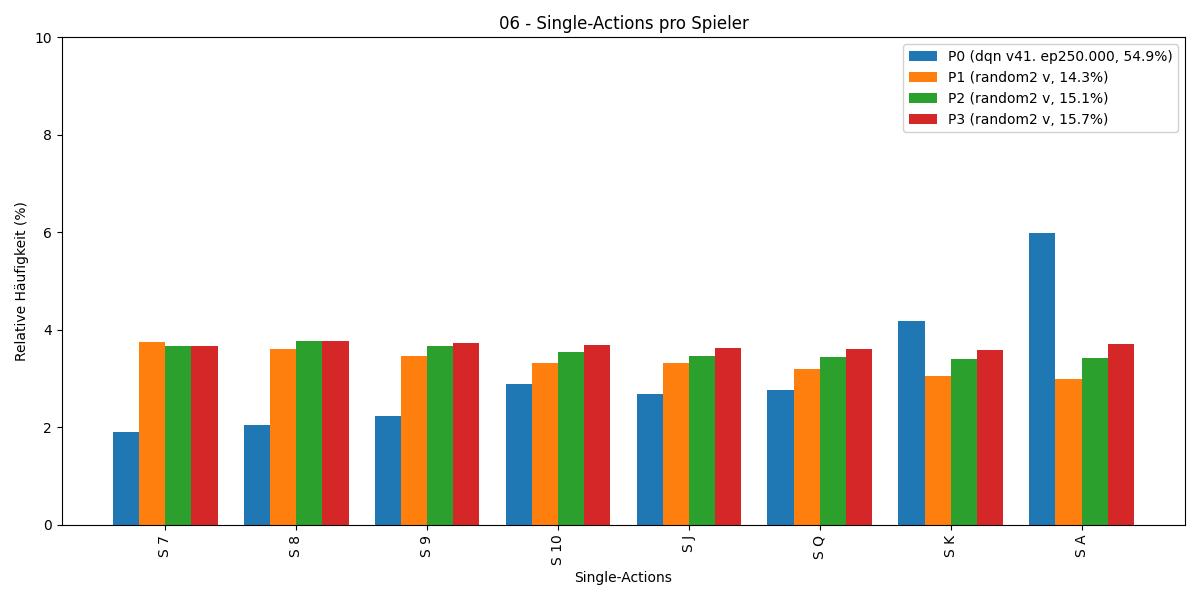 06 - Single-Actions pro Spieler
P0 (dqn v41. ep250.000, 54.9%)
P1 (random2 v, 14.3%)
P2 (random2 v, 15.1%)
P3 (random2 v, 15.7%)
Relative Häufigkeit (%)
10
8
6
4
2
0
S 7
S 8
S 9
S 10
S J
S Q
S K
S A
Single-Actions